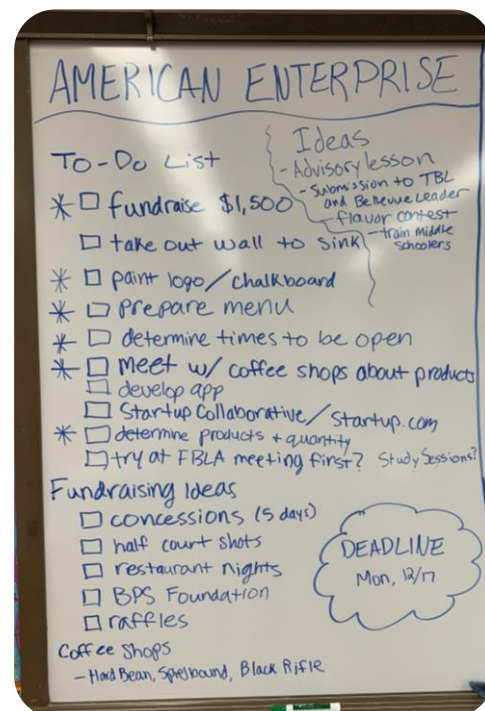 AMERICAN ENTERPRISE
To-Do List
* □ fundraise $1,500
□ take out wall to sink
* □ paint logo/chalkboard
* □ prepare menu
* □ determine times to be open
* □ meet w/ coffee shops about products
□ develop app
□ Startup Collaborative/startup.com
* □ determine products + quantity
□ try at FBLA meeting first? Study Sessions?
Ideas
- Advisory lesson
- Submission to TBL
and Bellevue Leader
- flavor contest
- train middle
schoolers
Fundraising Ideas
□ concessions (5 days)
□ half court shots
□ restaurant nights
□ BPS Foundation
□ raffles
DEADLINE
Mon, 12/17
Coffee Shops
- Hard Bean, Spielbound, Black Rifle